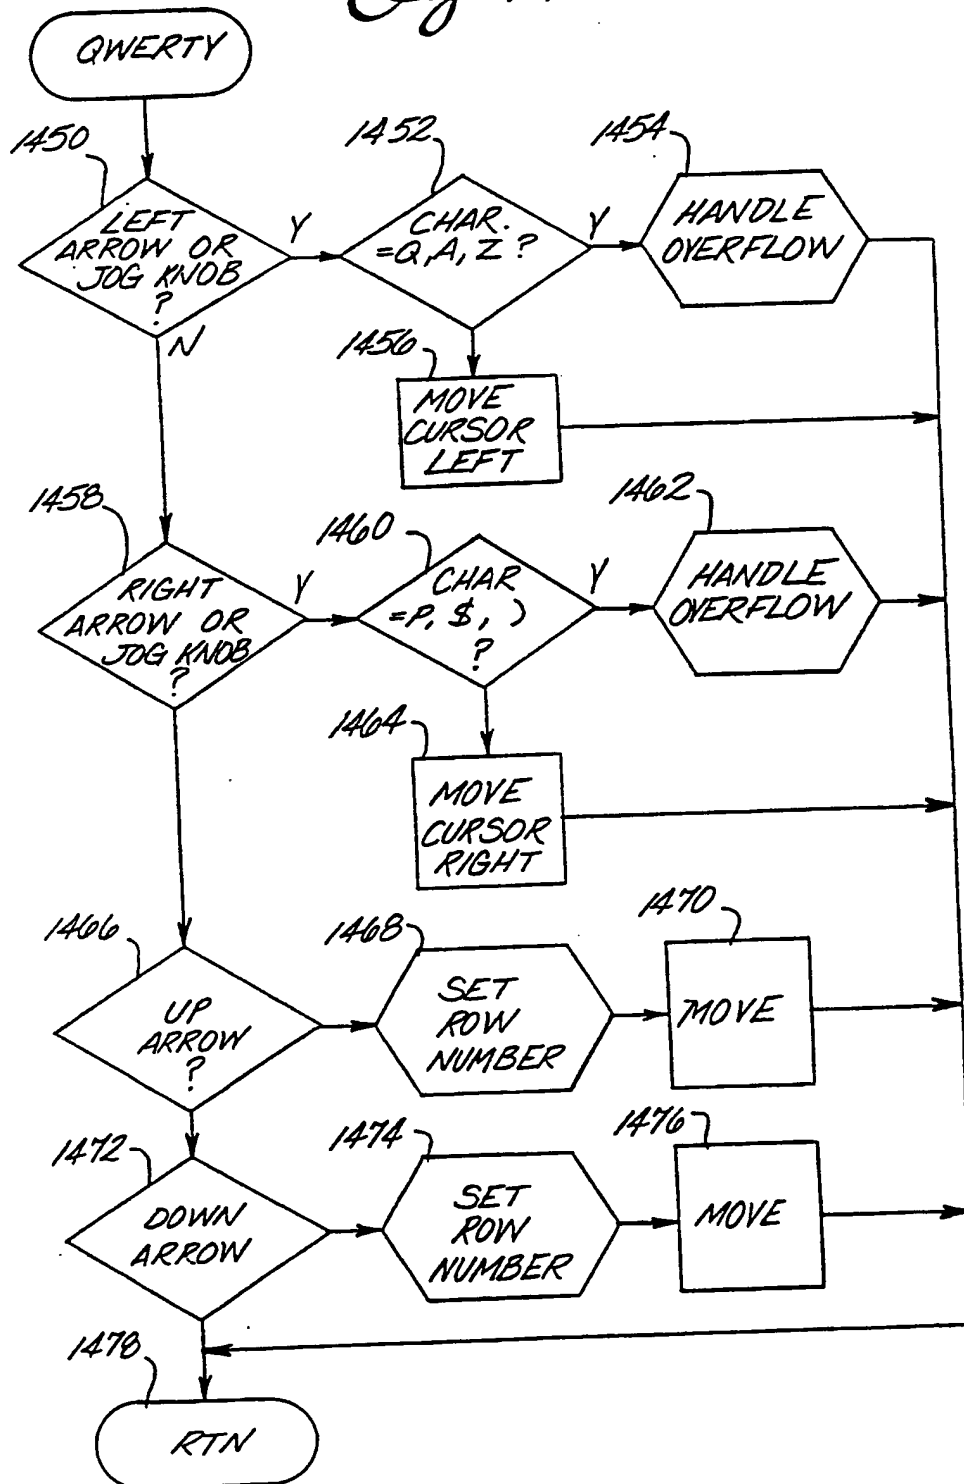 QWERTY
1450
LEFT
ARROW OR
JOG KNOB
?
Y
N
1452
CHAR.
=Q,A,Z ?
Y
1454
HANDLE
OVERFLOW
1456
MOVE
CURSOR
LEFT
1458
RIGHT
ARROW OR
JOG KNOB
?
Y
1460
CHAR
=P, $, )
?
Y
1462
HANDLE
OVERFLOW
1464
MOVE
CURSOR
RIGHT
1466
UP
ARROW
?
1468
SET
ROW
NUMBER
1470
MOVE
1472
DOWN
ARROW
1474
SET
ROW
NUMBER
1476
MOVE
1478
RTN